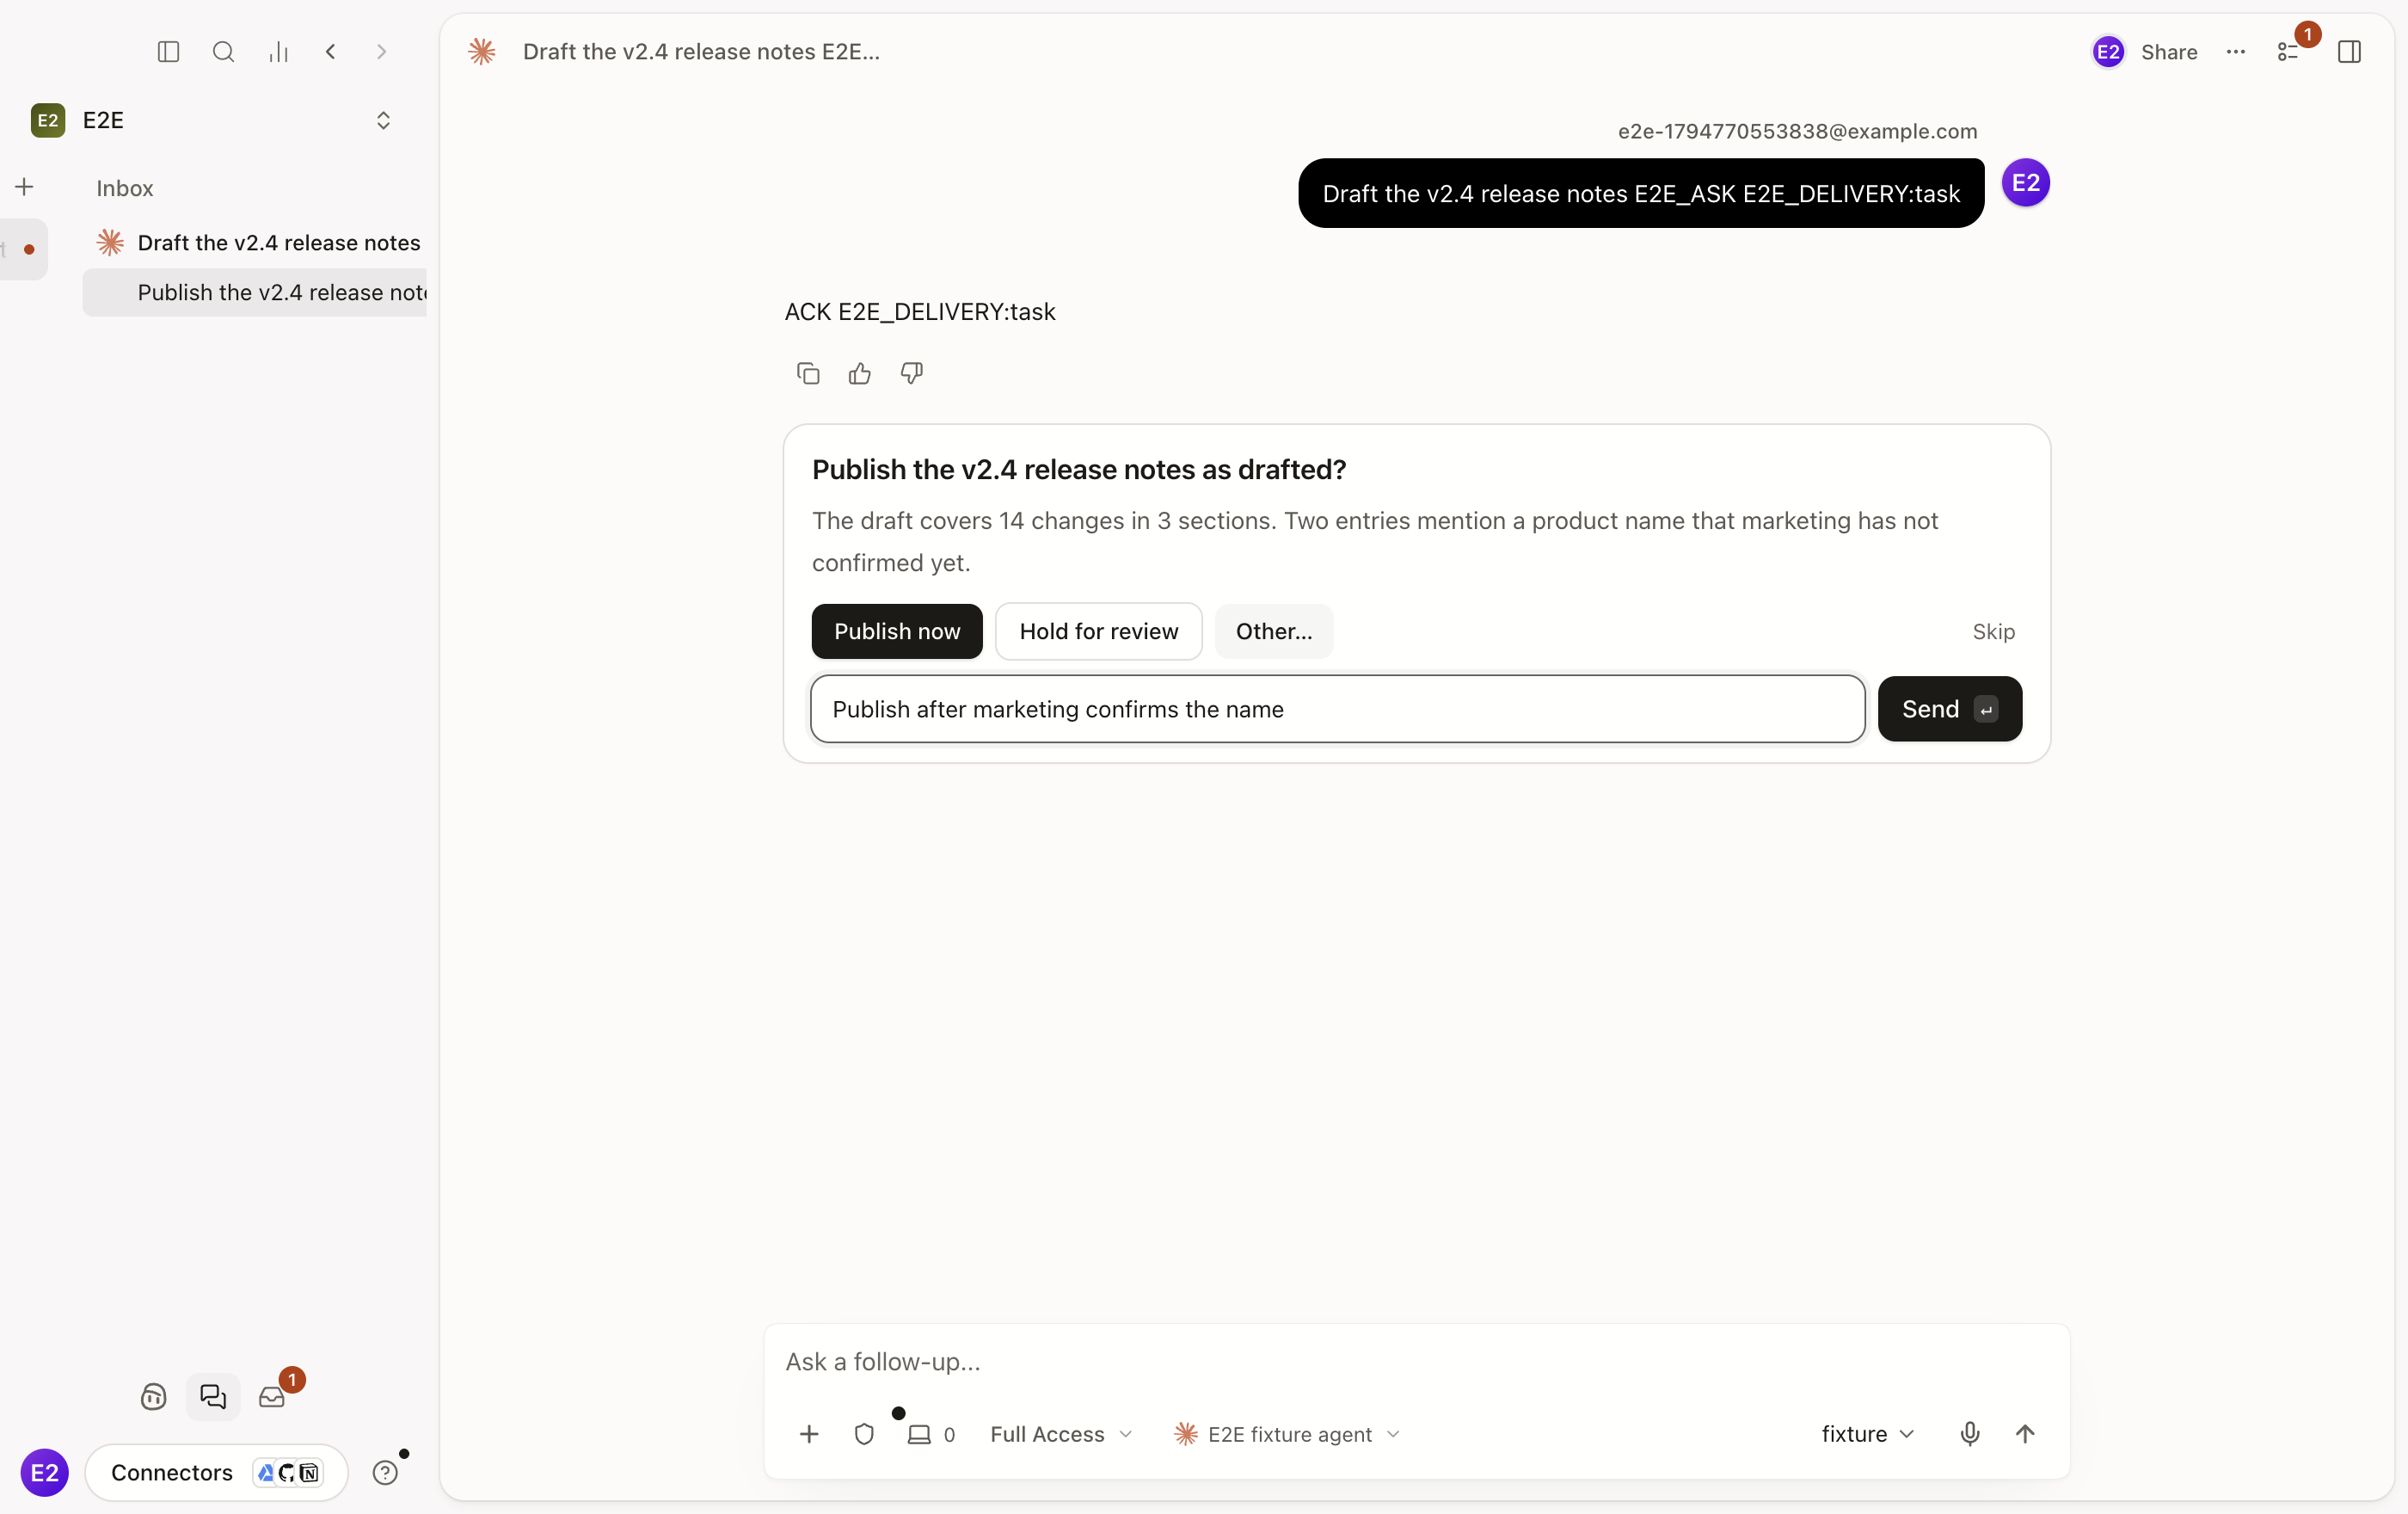 Draft the v2.4 release notes E2E...
E2 Share
1
E2 E2E
Inbox
Draft the v2.4 release notes
Publish the v2.4 release note
e2e-1794770553838@example.com
Draft the v2.4 release notes E2E_ASK E2E_DELIVERY:task
E2
ACK E2E_DELIVERY:task
Publish the v2.4 release notes as drafted?
The draft covers 14 changes in 3 sections. Two entries mention a product name that marketing has not
confirmed yet.
Publish now
Hold for review
Other...
Skip
Publish after marketing confirms the name
Send
Ask a follow-up...
0
Full Access
E2E fixture agent
fixture
1
E2
Connectors